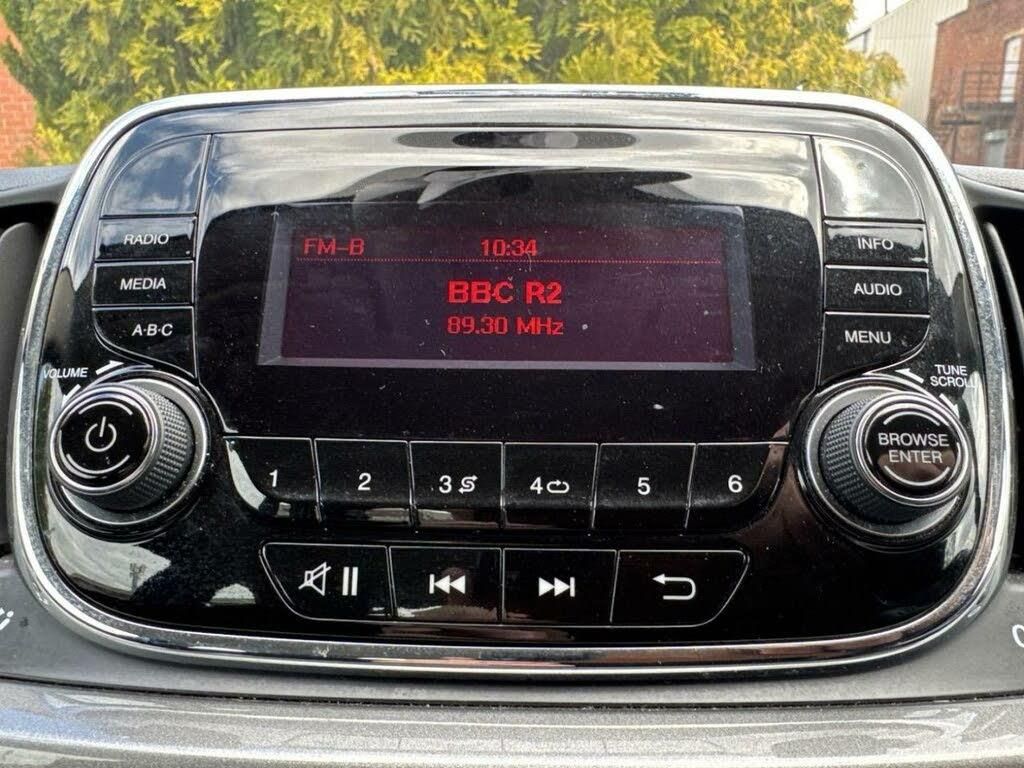 FM-B 10:34
BBC R2
89.30 MHz
RADIO
MEDIA
A·B·C
VOLUME
INFO
AUDIO
MENU
TUNE
SCROLL
BROWSE
ENTER
1 2 3 4 5 6